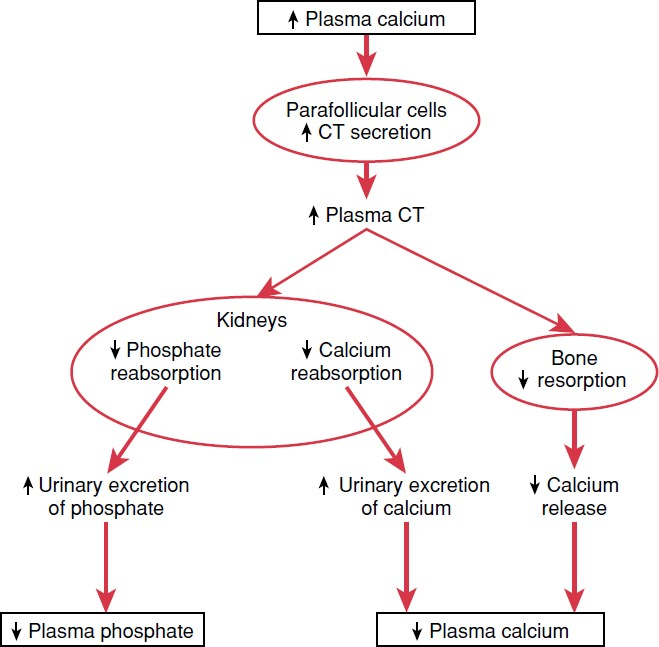 ↑ Plasma calcium
Parafollicular cells
↑ CT secretion
↑ Plasma CT
Kidneys
↓ Phosphate
reabsorption
↓ Calcium
reabsorption
Bone
↓ resorption
↑ Urinary excretion
of phosphate
↑ Urinary excretion
of calcium
↓ Calcium
release
↓ Plasma phosphate
↓ Plasma calcium